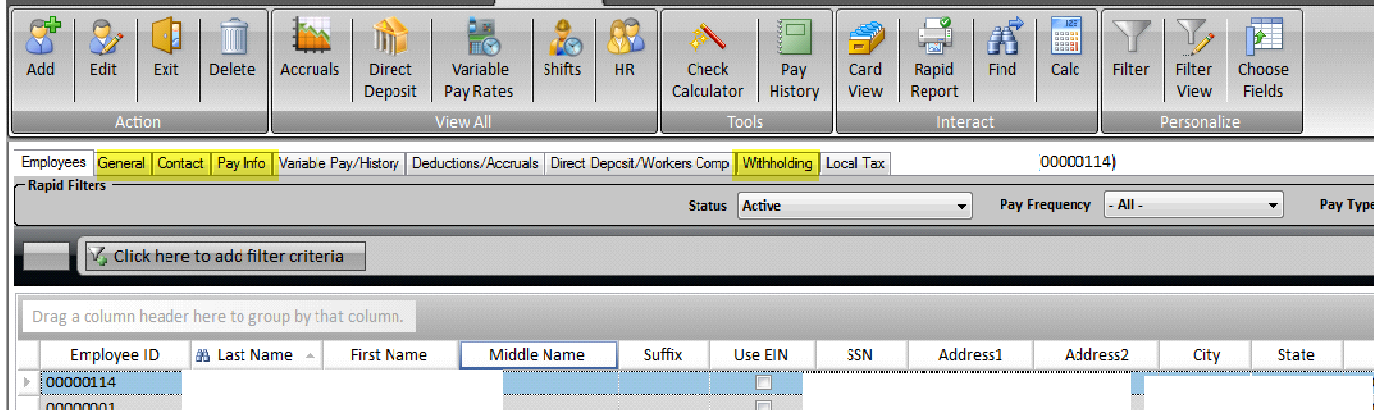 Add Edit Exit Delete Accruals Direct Deposit Variable Pay Rates Shifts HR Check Calculator Pay History Card View Rapid Report Find Calc Filter Filter View Choose Fields
Action View All Tools Interact Personalize
Employees General Contact Pay Info Variable Pay/History Deductions/Accruals Direct Deposit/Workers Comp Withholding Local Tax 00000114)
Rapid Filters
Status Active Pay Frequency - All - Pay Type
Click here to add filter criteria
Drag a column header here to group by that column.
Employee ID Last Name First Name Middle Name Suffix Use EIN SSN Address1 Address2 City State
00000114
00000001